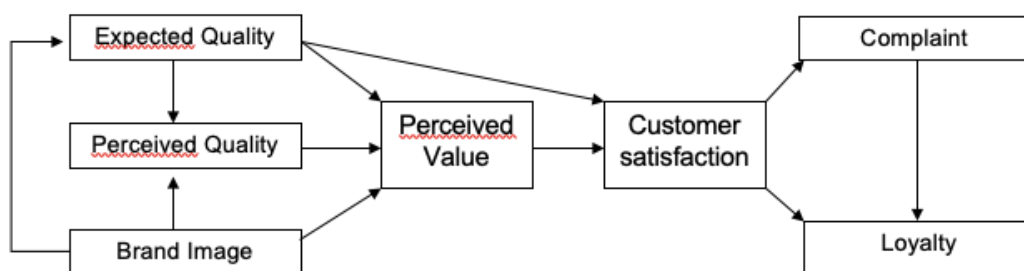 Expected Quality
Complaint
Perceived Quality
Perceived
Value
Customer
satisfaction
Brand Image
Loyalty